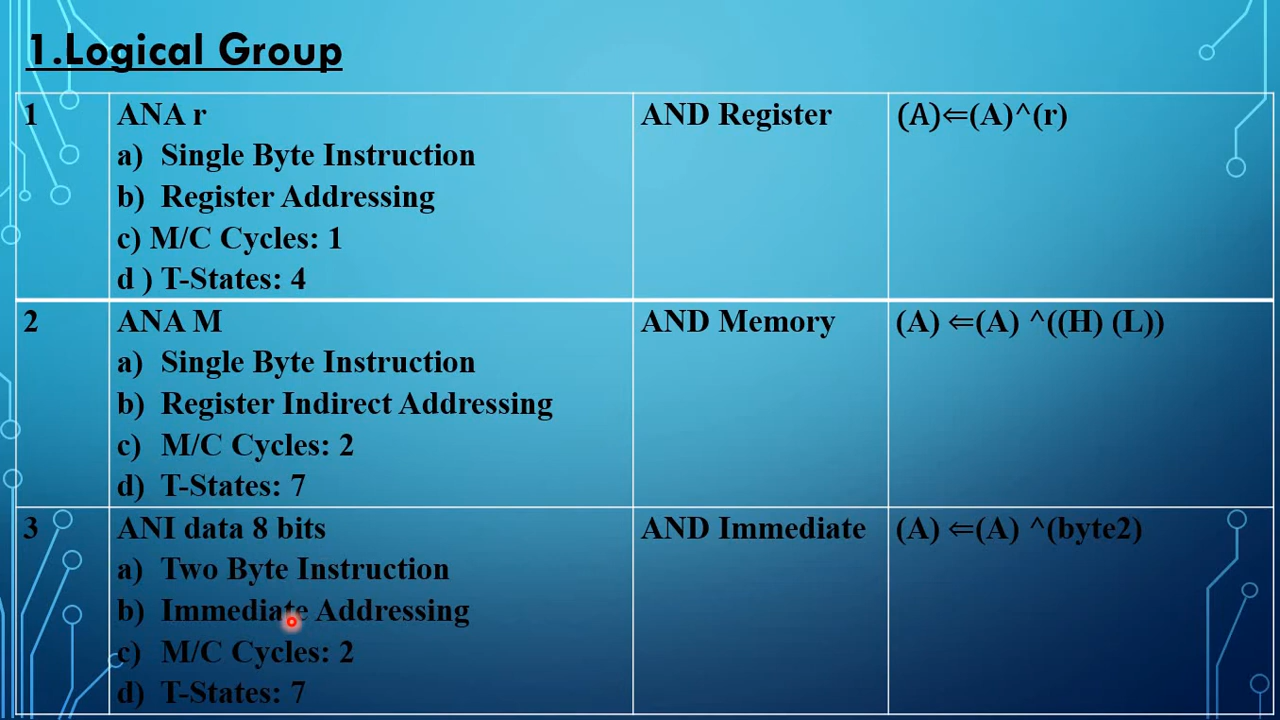 1.Logical Group
1
ANA r
a) Single Byte Instruction
b) Register Addressing
c) M/C Cycles: 1
d ) T-States: 4
AND Register
(A)⇐(A)^(r)
2
ANA M
a) Single Byte Instruction
b) Register Indirect Addressing
c) M/C Cycles: 2
d) T-States: 7
AND Memory
(A) ⇐(A) ^((H) (L))
3
ANI data 8 bits
a) Two Byte Instruction
b) Immediate Addressing
c) M/C Cycles: 2
d) T-States: 7
AND Immediate
(A) ⇐(A) ^(byte2)